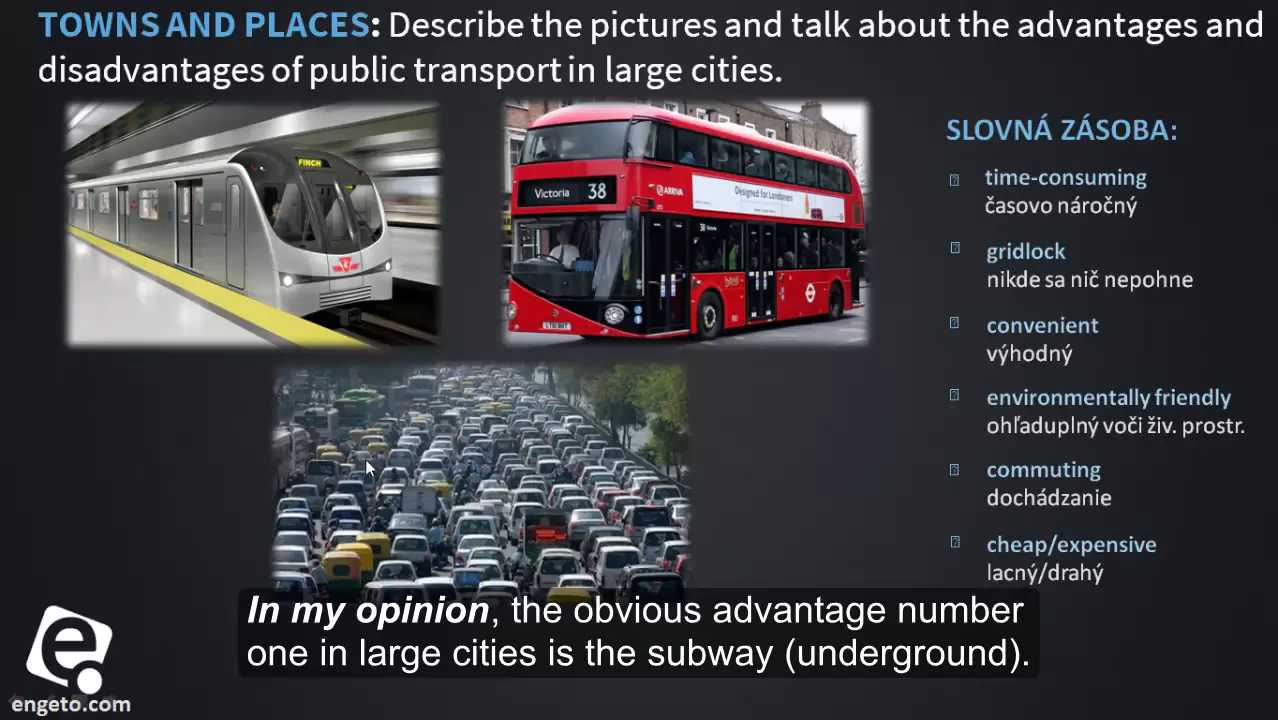 TOWNS AND PLACES: Describe the pictures and talk about the advantages and
disadvantages of public transport in large cities.
FINCH
Victoria 38
ARRIVA
Designed for Londoners
38
hybrid
SLOVNÁ ZÁSOBA:
time-consuming
časovo náročný
gridlock
nikde sa nič nepohne
convenient
výhodný
environmentally friendly
ohľaduplný voči živ. prostr.
commuting
dochádzanie
cheap/expensive
lacný/drahý
In my opinion, the obvious advantage number
one in large cities is the subway (underground).
e
engeto.com